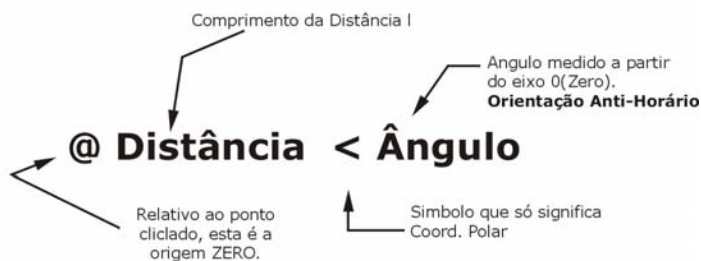 Comprimento da Distância l
Angulo medido a partir
do eixo 0(Zero).
Orientação Anti-Horário
@ Distância < Ângulo
Relativo ao ponto
cliclado, esta é a
origem ZERO.
Simbolo que só significa
Coord. Polar